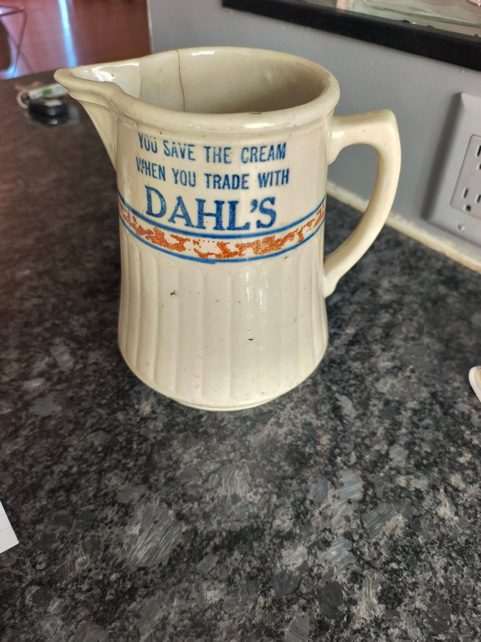 YOU SAVE THE CREAM
WHEN YOU TRADE WITH
DAHL'S